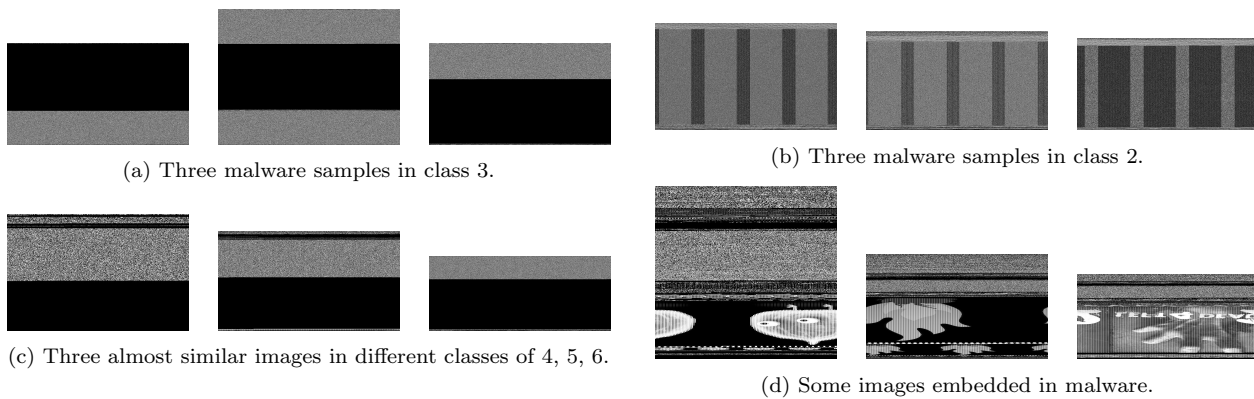 (a) Three malware samples in class 3.
(b) Three malware samples in class 2.
(c) Three almost similar images in different classes of 4, 5, 6.
(d) Some images embedded in malware.